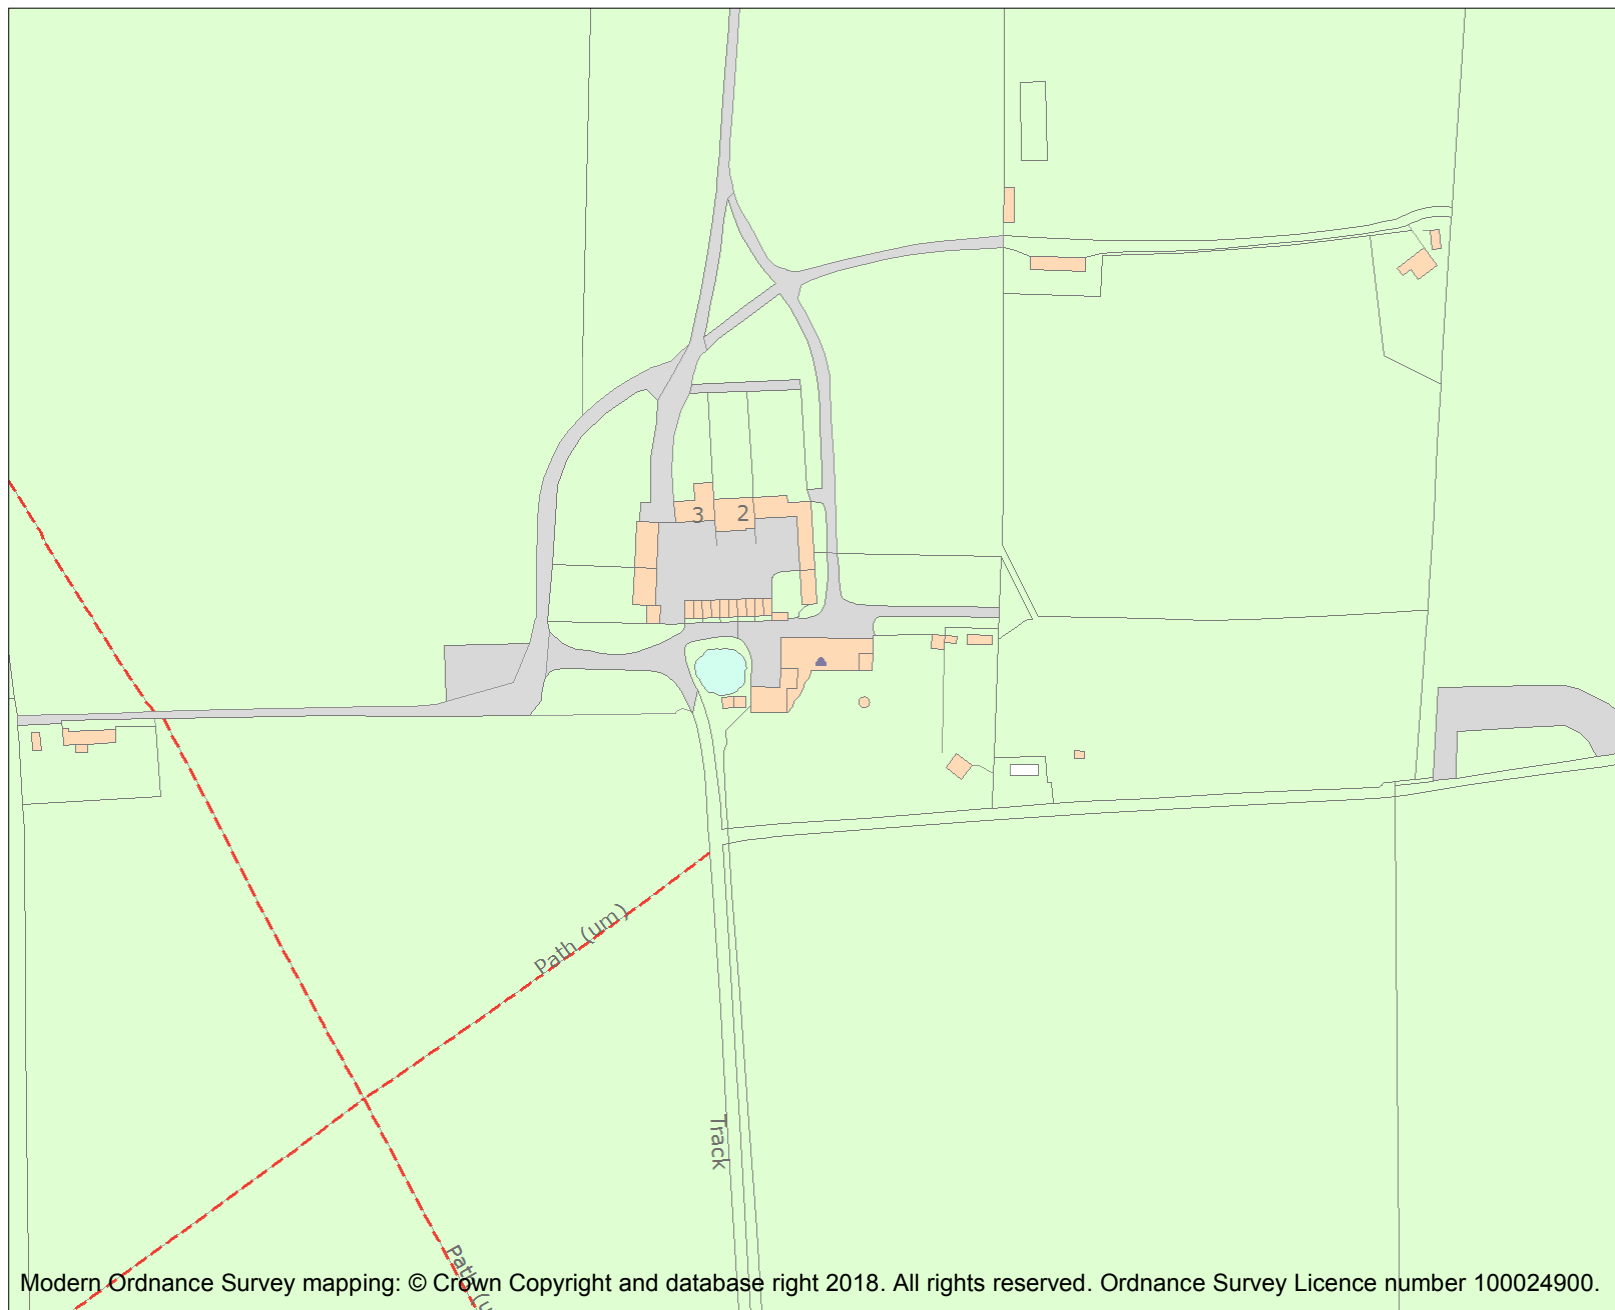 3
2
Path (um)
Track
Path (u
Modern Ordnance Survey mapping: © Crown Copyright and database right 2018. All rights reserved. Ordnance Survey Licence number 100024900.